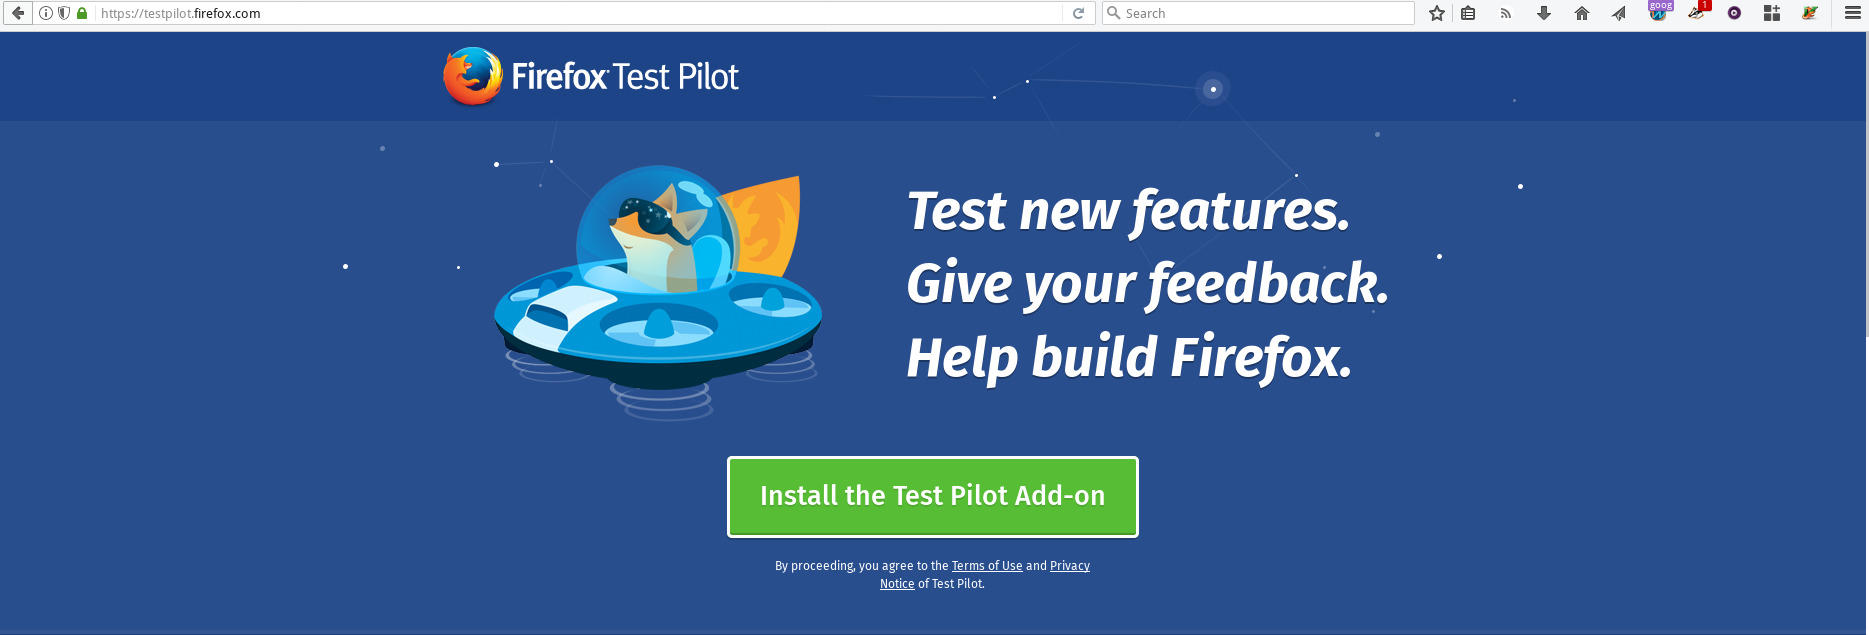 https://testpilot.firefox.com
Search
goog
1
Firefox Test Pilot
Test new features.
Give your feedback.
Help build Firefox.
Install the Test Pilot Add-on
By proceeding, you agree to the Terms of Use and Privacy
Notice of Test Pilot.